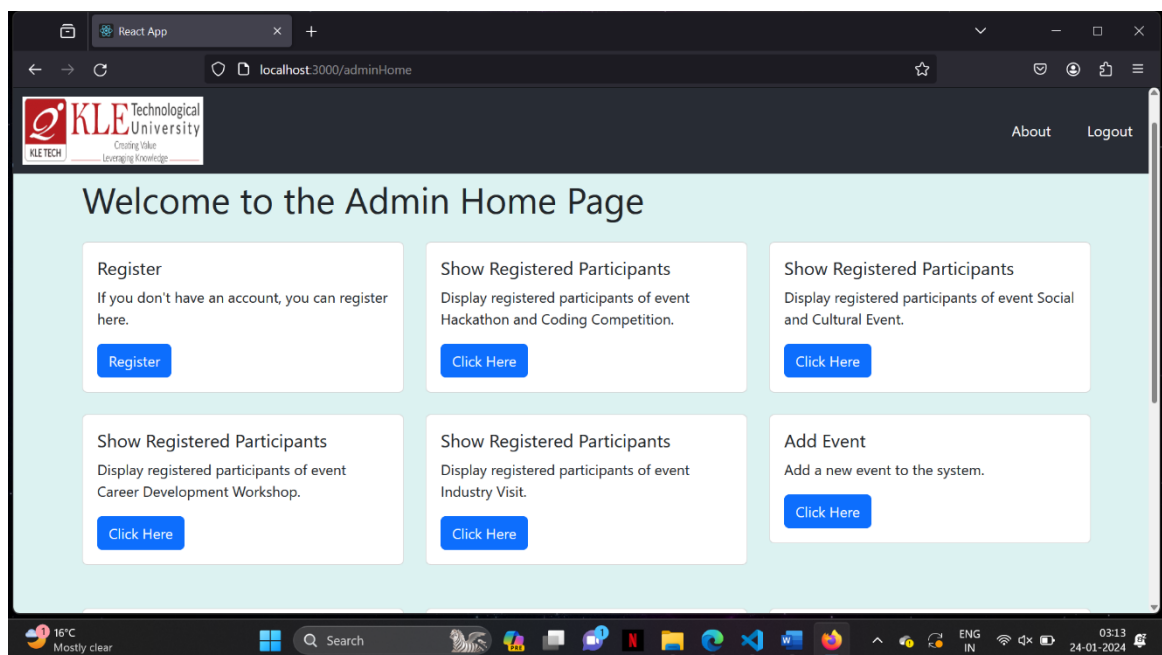 React App
localhost:3000/adminHome
KLE Technological University
Creating Value
Leveraging Knowledge
KLE TECH
About Logout
Welcome to the Admin Home Page
Register
If you don't have an account, you can register
here.
Register
Show Registered Participants
Display registered participants of event
Hackathon and Coding Competition.
Click Here
Show Registered Participants
Display registered participants of event Social
and Cultural Event.
Click Here
Show Registered Participants
Display registered participants of event
Career Development Workshop.
Click Here
Show Registered Participants
Display registered participants of event
Industry Visit.
Click Here
Add Event
Add a new event to the system.
Click Here
1
16°C
Mostly clear
Search
PRE
1
N
W
ENG
IN
03:13
24-01-2024